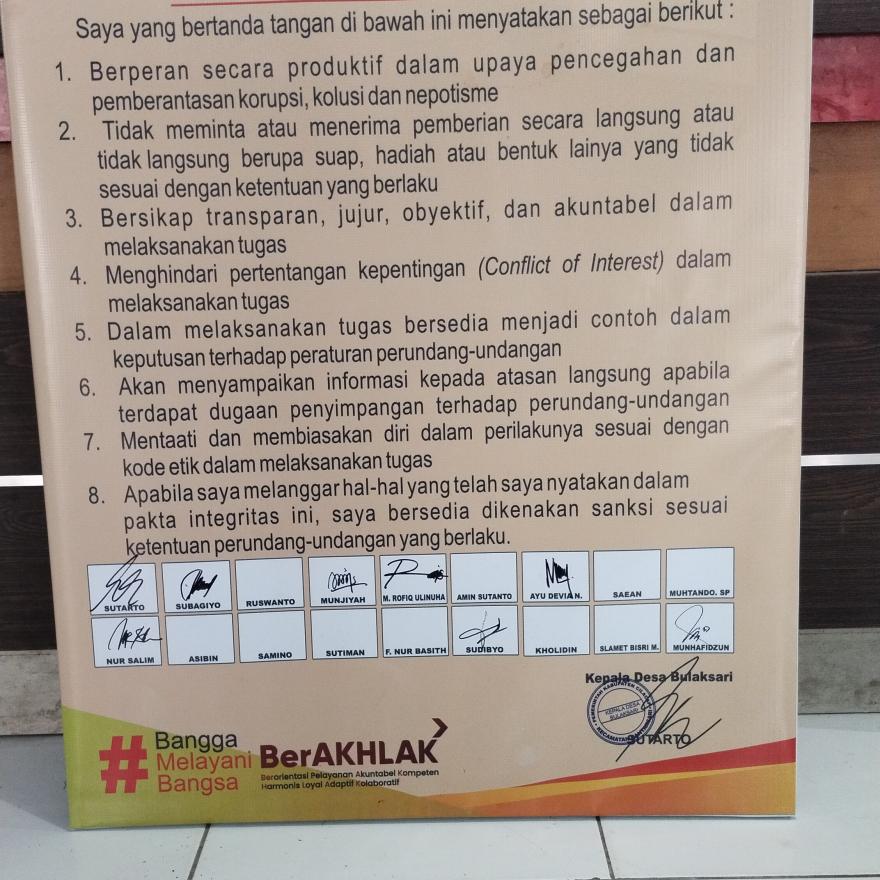 Saya yang bertanda tangan di bawah ini menyatakan sebagai berikut :
1. Berperan secara produktif dalam upaya pencegahan dan
pemberantasan korupsi, kolusi dan nepotisme
2. Tidak meminta atau menerima pemberian secara langsung atau
tidak langsung berupa suap, hadiah atau bentuk lainya yang tidak
sesuai dengan ketentuan yang berlaku
3. Bersikap transparan, jujur, obyektif, dan akuntabel dalam
melaksanakan tugas
4. Menghindari pertentangan kepentingan (Conflict of Interest) dalam
melaksanakan tugas
5. Dalam melaksanakan tugas bersedia menjadi contoh dalam
keputusan terhadap peraturan perundang-undangan
6. Akan menyampaikan informasi kepada atasan langsung apabila
terdapat dugaan penyimpangan terhadap perundang-undangan
7. Mentaati dan membiasakan diri dalam perilakunya sesuai dengan
kode etik dalam melaksanakan tugas
8. Apabila saya melanggar hal-hal yang telah saya nyatakan dalam
pakta integritas ini, saya bersedia dikenakan sanksi sesuai
ketentuan perundang-undangan yang berlaku.
SUTARTO SUBAGIYO RUSWANTO MUNJIYAH M. ROFIQ ULINUHA AMIN SUTANTO AYU DEVIA N. SAEAN MUHTANDO. SP
NUR SALIM ASIBIN SAMINO SUTIMAN F. NUR BASITH SUDIBYO KHOLIDIN SLAMET BISRI M. MUNHAFIDZUN
Kepala Desa Bulaksari
PEMERINTAH KABUPATEN
KEPALA DESA
BULAKSARI
KECAMATAN
SUTARTO
# Bangga
Melayani
Bangsa
BerAKHLAK
Berorientasi Pelayanan Akuntabel Kompeten
Harmonis Loyal Adaptif Kolaboratif